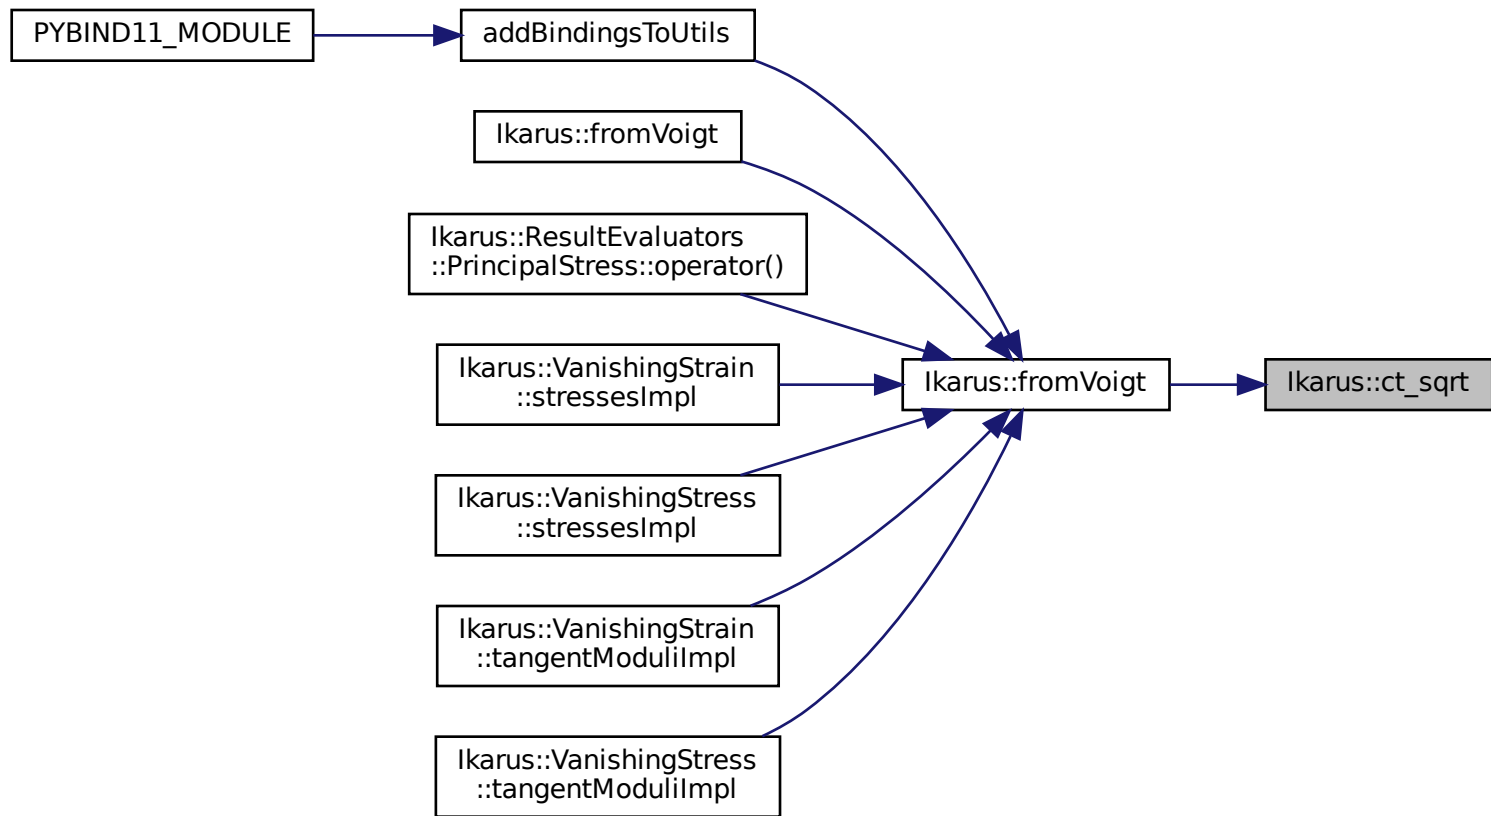 PYBIND11_MODULE
addBindingsToUtils
Ikarus::fromVoigt
Ikarus::ResultEvaluators
::PrincipalStress::operator()
Ikarus::VanishingStrain
::stressesImpl
Ikarus::fromVoigt
Ikarus::ct_sqrt
Ikarus::VanishingStress
::stressesImpl
Ikarus::VanishingStrain
::tangentModuliImpl
Ikarus::VanishingStress
::tangentModuliImpl